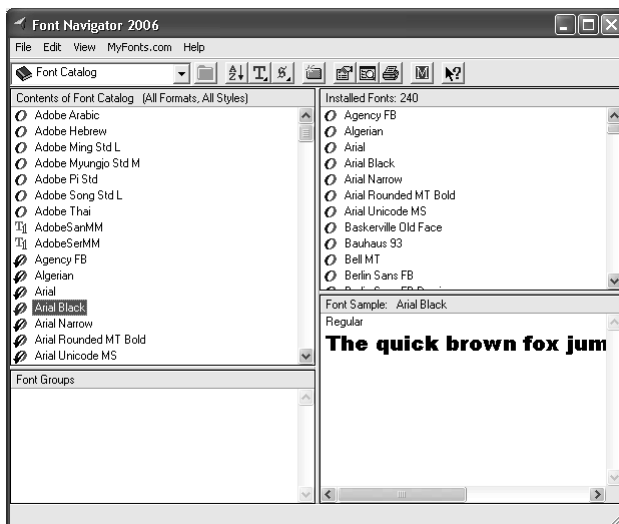 Font Navigator 2006
File Edit View MyFonts.com Help
Font Catalog
Contents of Font Catalog (All Formats, All Styles)
Adobe Arabic
Adobe Hebrew
Adobe Ming Std L
Adobe Myungjo Std M
Adobe Pi Std
Adobe Song Std L
Adobe Thai
AdobeSanMM
AdobeSerMM
Agency FB
Algerian
Arial
Arial Black
Arial Narrow
Arial Rounded MT Bold
Arial Unicode MS
Font Groups
Installed Fonts: 240
Agency FB
Algerian
Arial
Arial Black
Arial Narrow
Arial Rounded MT Bold
Arial Unicode MS
Baskerville Old Face
Bauhaus 93
Bell MT
Berlin Sans FB
Font Sample: Arial Black
Regular
The quick brown fox jum